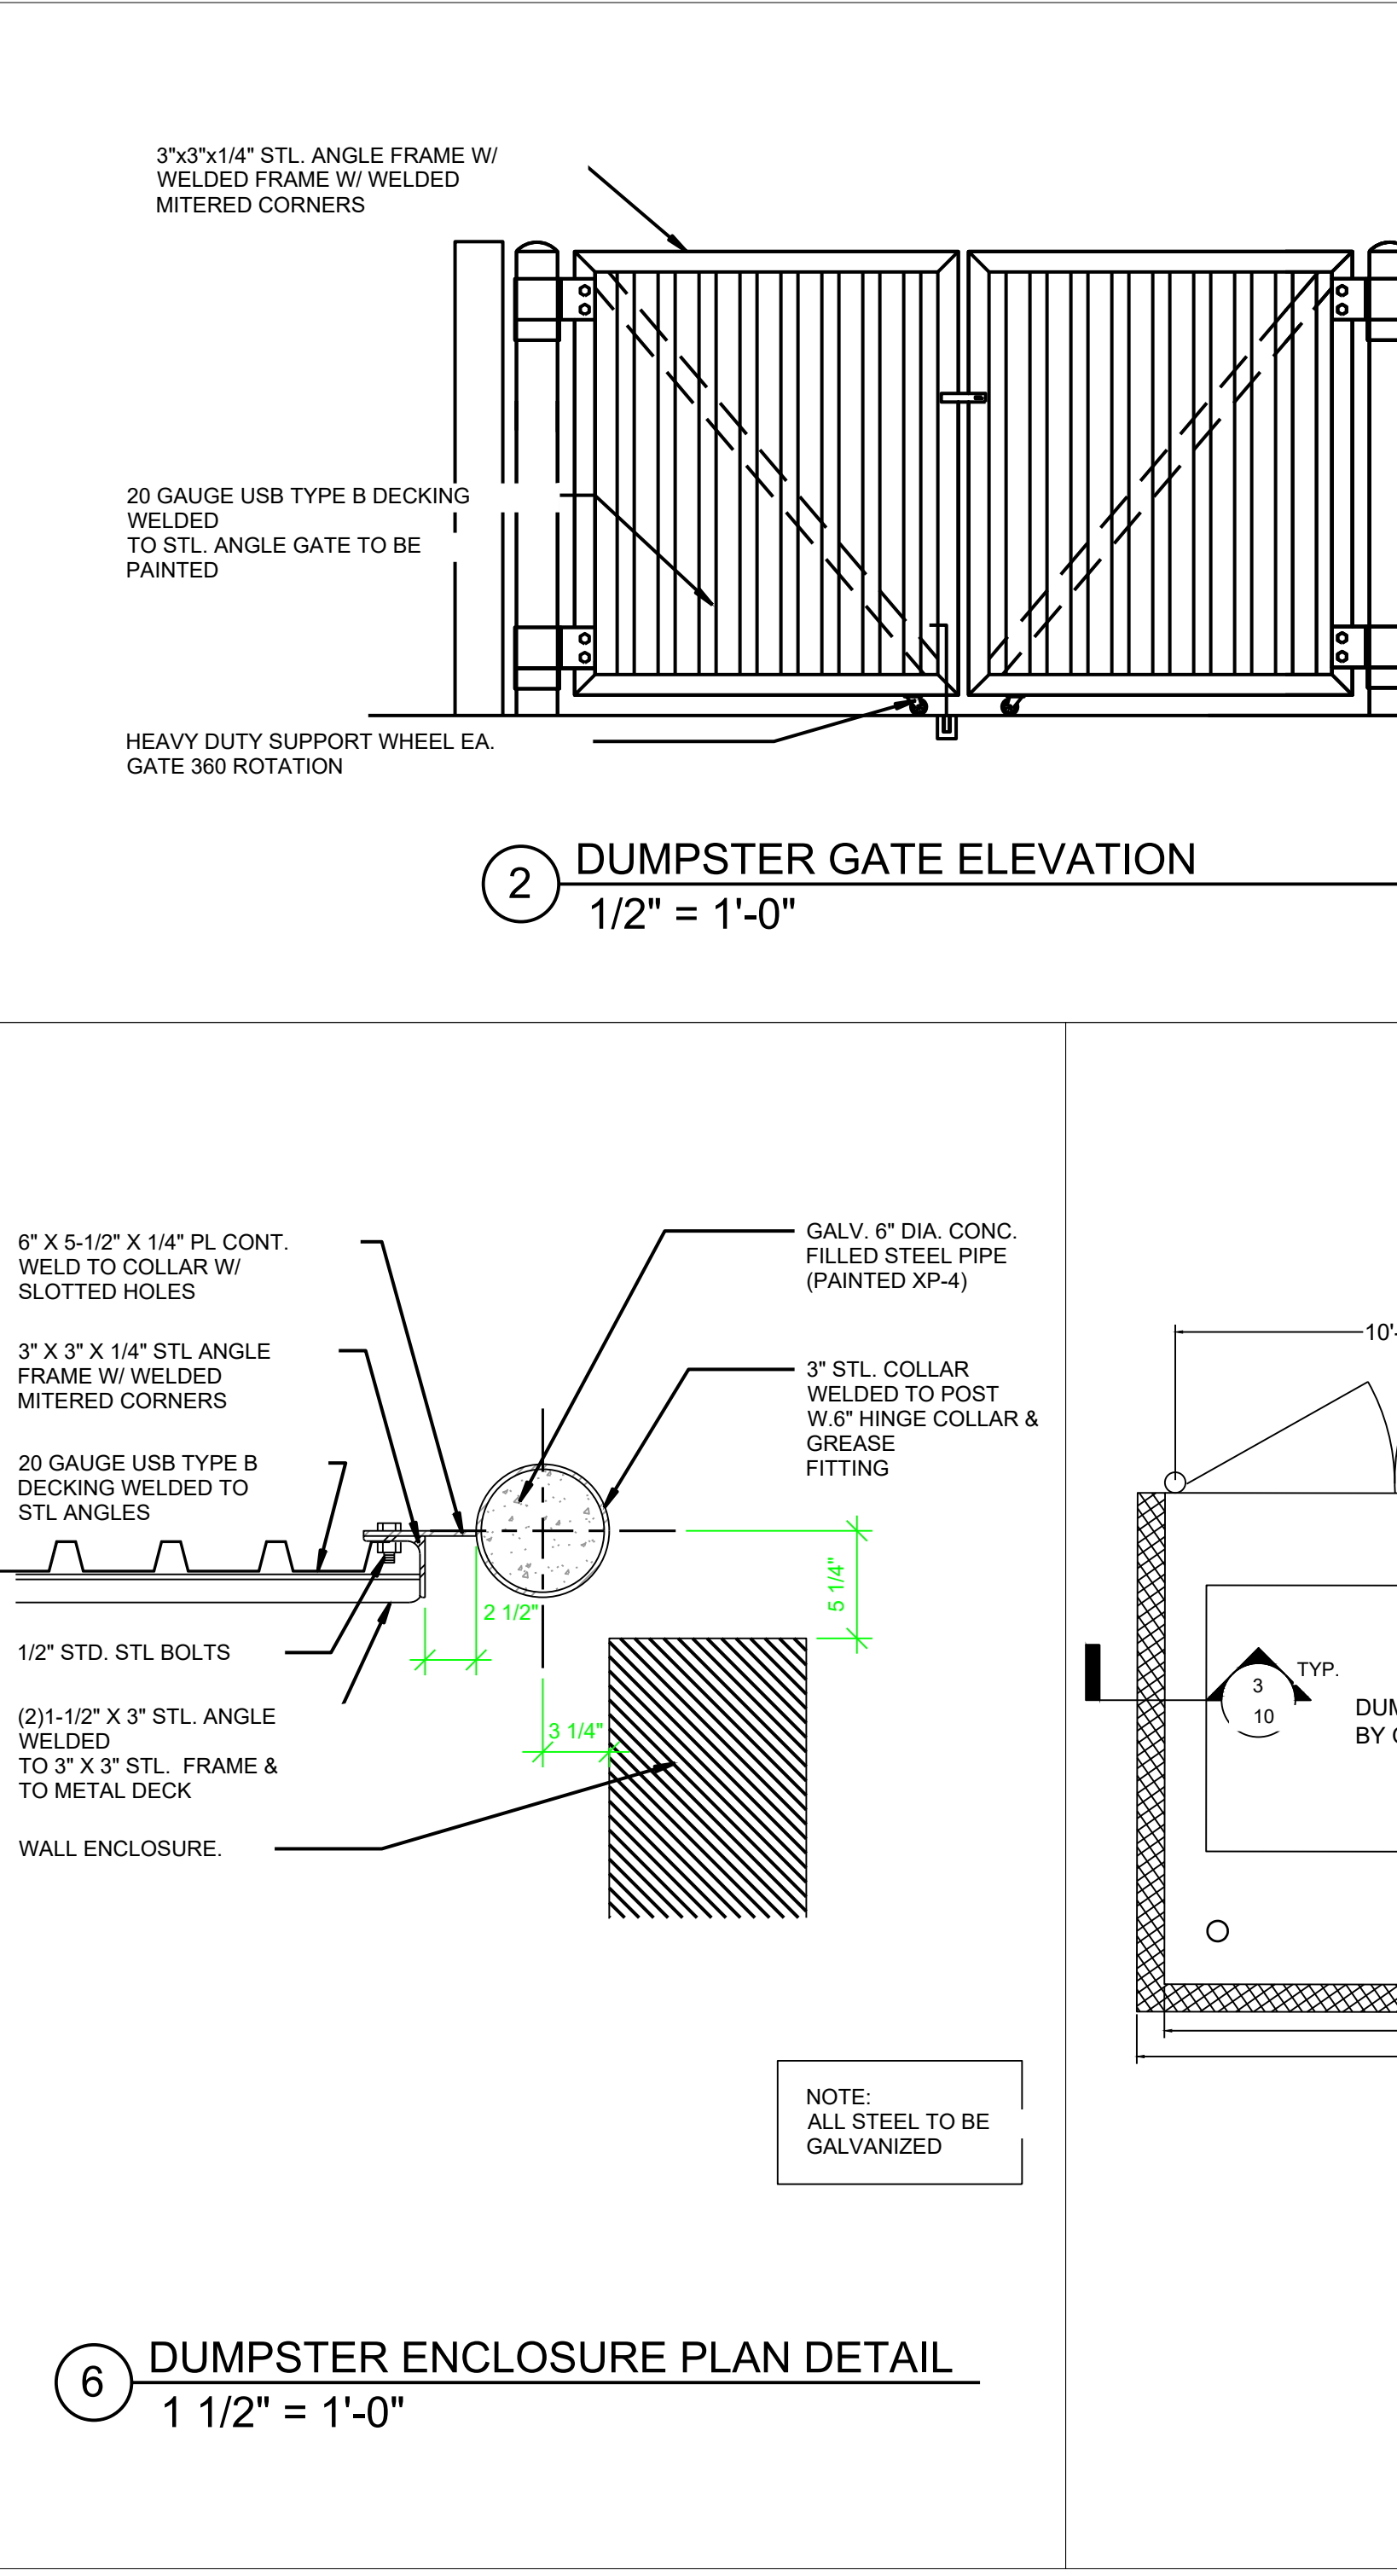 3"x3"x1/4" STL. ANGLE FRAME W/
WELDED FRAME W/ WELDED
MITERED CORNERS
20 GAUGE USB TYPE B DECKING
WELDED
TO STL. ANGLE GATE TO BE
PAINTED
HEAVY DUTY SUPPORT WHEEL EA.
GATE 360 ROTATION
2
DUMPSTER GATE ELEVATION
1/2" = 1'-0"
6" X 5-1/2" X 1/4" PL CONT.
WELD TO COLLAR W/
SLOTTED HOLES
3" X 3" X 1/4" STL ANGLE
FRAME W/ WELDED
MITERED CORNERS
20 GAUGE USB TYPE B
DECKING WELDED TO
STL ANGLES
1/2" STD. STL BOLTS
(2)1-1/2" X 3" STL. ANGLE
WELDED
TO 3" X 3" STL. FRAME &
TO METAL DECK
WALL ENCLOSURE.
GALV. 6" DIA. CONC.
FILLED STEEL PIPE
(PAINTED XP-4)
3" STL. COLLAR
WELDED TO POST
W.6" HINGE COLLAR &
GREASE
FITTING
2 1/2"
3 1/4"
5 1/4"
NOTE:
ALL STEEL TO BE
GALVANIZED
6
DUMPSTER ENCLOSURE PLAN DETAIL
1 1/2" = 1'-0"
10'-
TYP.
3
10
BY